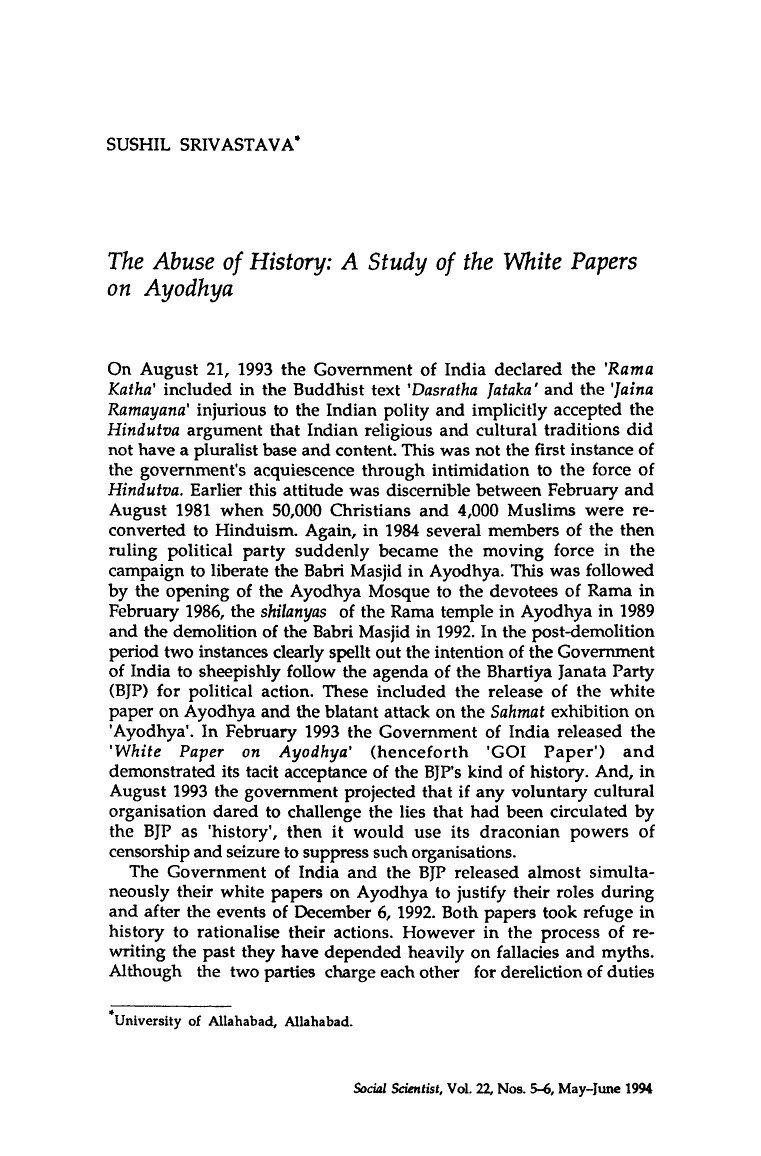 SUSHIL SRIVASTAVA*
The Abuse of History: A Study of the White Papers
on Ayodhya
On August 21, 1993 the Government of India declared the 'Rama
Katha' included in the Buddhist text 'Dasratha Jataka' and the 'Jaina
Ramayana' injurious to the Indian polity and implicitly accepted the
Hindutva argument that Indian religious and cultural traditions did
not have a pluralist base and content. This was not the first instance of
the government's acquiescence through intimidation to the force of
Hindutva. Earlier this attitude was discernible between February and
August 1981 when 50,000 Christians and 4,000 Muslims were re-
converted to Hinduism. Again, in 1984 several members of the then
ruling political party suddenly became the moving force in the
campaign to liberate the Babri Masjid in Ayodhya. This was followed
by the opening of the Ayodhya Mosque to the devotees of Rama in
February 1986, the shilanyas of the Rama temple in Ayodhya in 1989
and the demolition of the Babri Masjid in 1992. In the post-demolition
period two instances clearly spellt out the intention of the Government
of India to sheepishly follow the agenda of the Bhartiya Janata Party
(BJP) for political action. These included the release of the white
paper on Ayodhya and the blatant attack on the Sahmat exhibition on
'Ayodhya'. In February 1993 the Government of India released the
'White Paper on Ayodhya' (henceforth 'GOI Paper') and
demonstrated its tacit acceptance of the BJP's kind of history. And, in
August 1993 the government projected that if any voluntary cultural
organisation dared to challenge the lies that had been circulated by
the BJP as 'history', then it would use its draconian powers of
censorship and seizure to suppress such organisations.
The Government of India and the BJP released almost simulta-
neously their white papers on Ayodhya to justify their roles during
and after the events of December 6, 1992. Both papers took refuge in
history to rationalise their actions. However in the process of re-
writing the past they have depended heavily on fallacies and myths.
Although the two parties charge each other for dereliction of duties
*University of Allahabad, Allahabad.
Social Scientist, Vol. 22, Nos. 5–6, May–June 1994